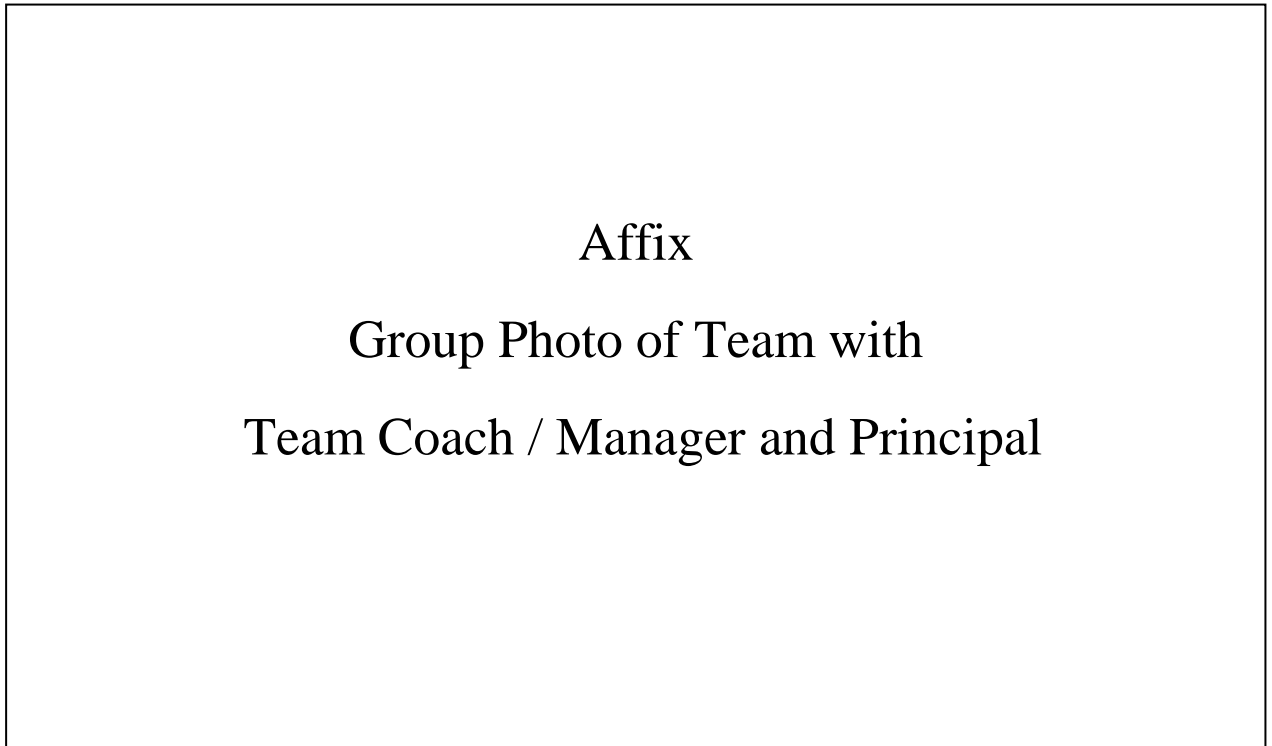 Affix
Group Photo of Team with
Team Coach / Manager and Principal